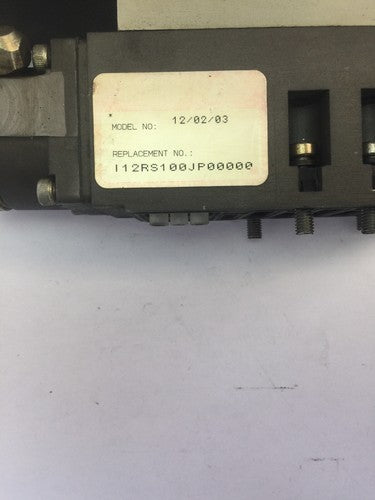 MODEL NO: 12/02/03
REPLACEMENT NO.:
I12RS100JP00000